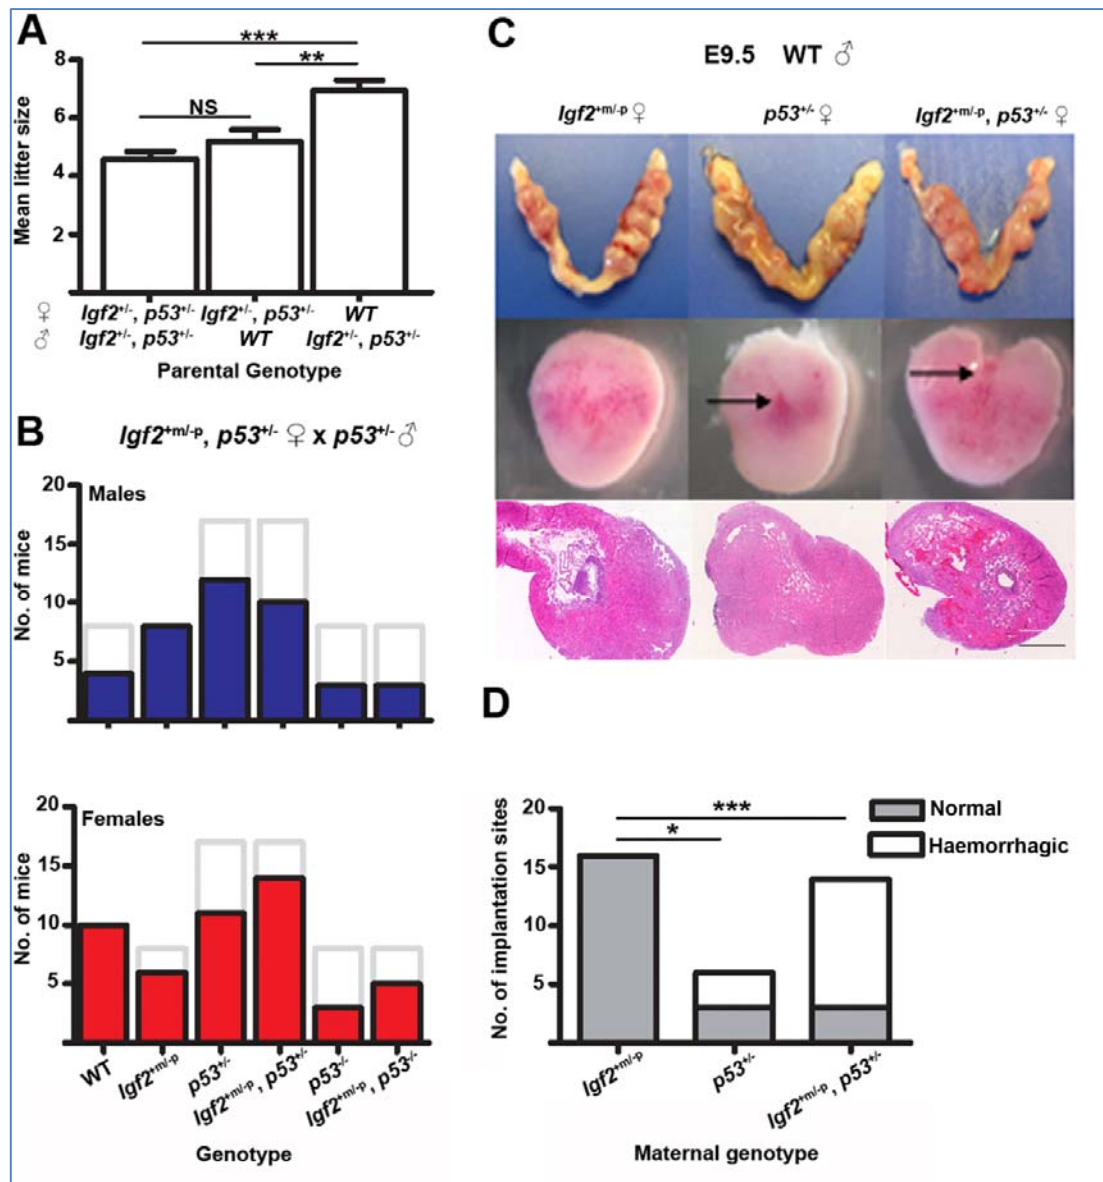 A
***
**
NS
8
6
4
2
Mean litter size
♀ Igf2+/-, p53+/- Igf2+/-, p53+/- WT
♂ Igf2+/-, p53+/- WT Igf2+/-, p53+/-
Parental Genotype
B
Igf2+m/-p, p53+/- ♀ x p53+/- ♂
20
15
10
5
No. of mice
Males
20
15
10
5
No. of mice
Females
WT
Igf2+m/-p
p53+/-
Igf2+m/-p, p53+/-
p53-/-
Igf2+m/-p, p53-/-
Genotype
C
E9.5 WT ♂
Igf2+m/-p ♀ p53+/- ♀ Igf2+m/-p, p53+/- ♀
D
20
15
10
5
No. of implantation sites
***
*
Normal
Haemorrhagic
Igf2+m/-p
p53+/-
Igf2+m/-p, p53+/-
Maternal genotype